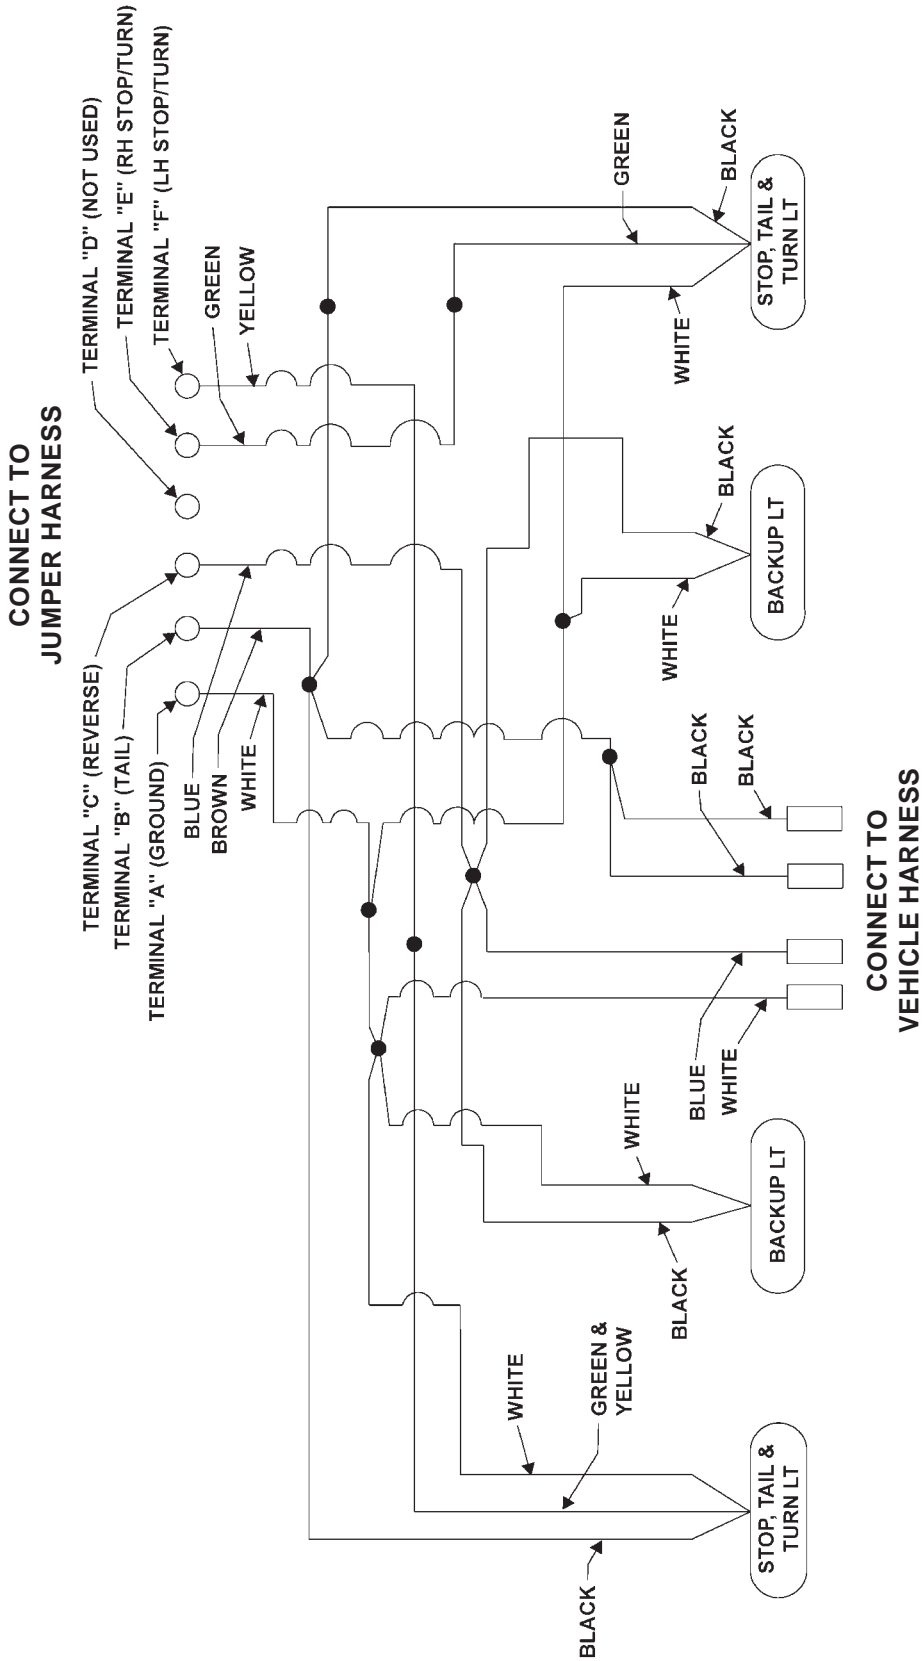 CONNECT TO
JUMPER HARNESS
TERMINAL "C" (REVERSE)
TERMINAL "B" (TAIL)
TERMINAL "A" (GROUND)
TERMINAL "D" (NOT USED)
TERMINAL "E" (RH STOP/TURN)
TERMINAL "F" (LH STOP/TURN)
BLUE
BROWN
WHITE
GREEN
YELLOW
BLACK
WHITE
GREEN &
YELLOW
BLACK
WHITE
BLUE
WHITE
BLACK
BLACK
WHITE
BLACK
WHITE
GREEN
BLACK
STOP, TAIL &
TURN LT
BACKUP LT
BACKUP LT
STOP, TAIL &
TURN LT
CONNECT TO
VEHICLE HARNESS